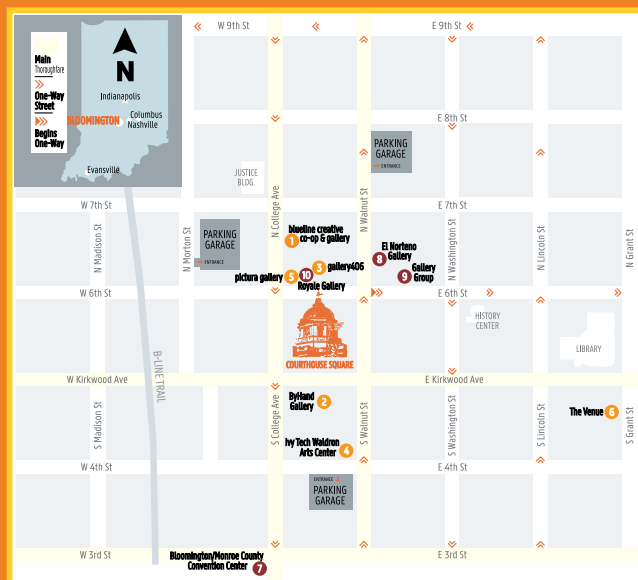 W 9th St
E 9th St
Main
Thoroughfare
One-Way
Street
Begins
One-Way
N
Indianapolis
BLOOMINGTON
Columbus
Nashville
Evansville
E 8th St
PARKING
GARAGE
ENTRANCE
JUSTICE
BLDG.
W 7th St
E 7th St
N Madison St
N Morton St
N College Ave
N Walnut St
N Washington St
N Lincoln St
N Grant St
PARKING
GARAGE
ENTRANCE
blueline creative
co-op & gallery
1
El Norteno
Gallery
8
pictura gallery 5
10
3 gallery406
Royale Gallery
9 Gallery
Group
W 6th St
E 6th St
HISTORY
CENTER
LIBRARY
COURTHOUSE SQUARE
B-LINE TRAIL
W Kirkwood Ave
E Kirkwood Ave
S Madison St
S College Ave
S Walnut St
S Washington St
S Lincoln St
S Grant St
ByHand
Gallery 2
The Venue 6
Ivy Tech Waldron
Arts Center 4
W 4th St
E 4th St
ENTRANCE
PARKING
GARAGE
W 3rd St
E 3rd St
Bloomington/Monroe County
Convention Center 7